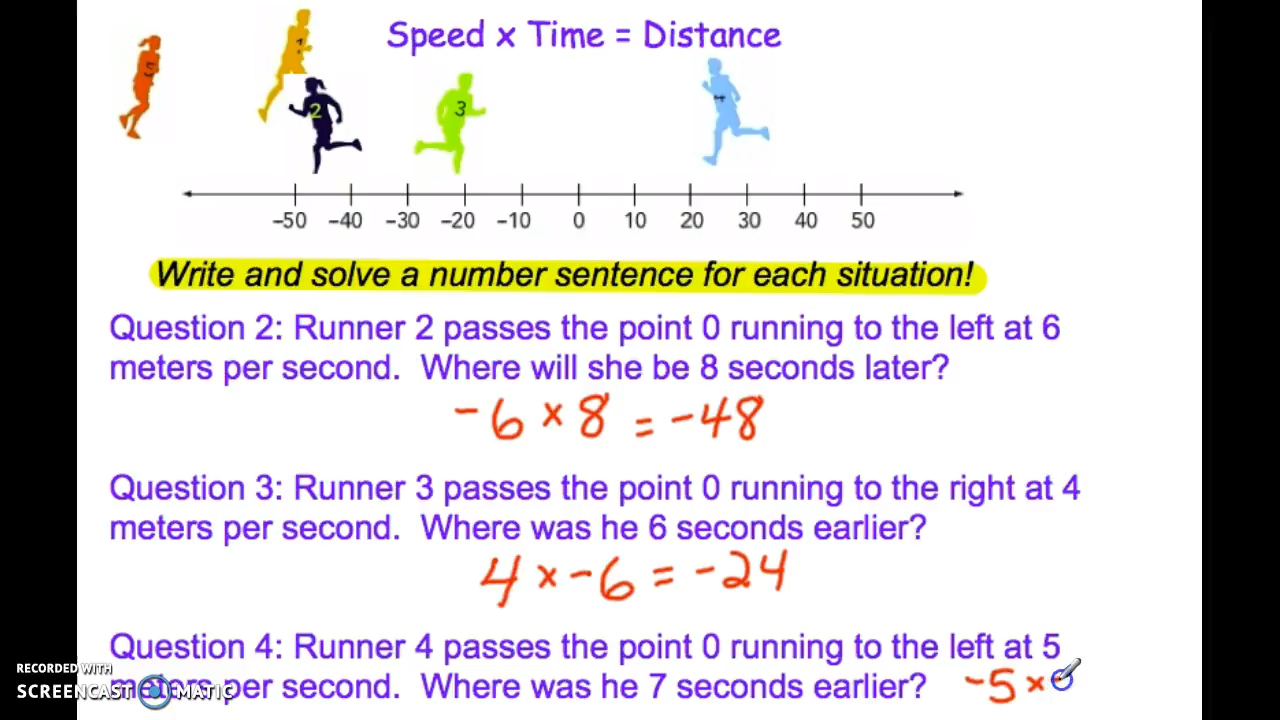 Speed x Time = Distance
2
3
-50 -40 -30 -20 -10 0 10 20 30 40 50
Write and solve a number sentence for each situation!
Question 2: Runner 2 passes the point 0 running to the left at 6
meters per second. Where will she be 8 seconds later?
-6 × 8 = -48
Question 3: Runner 3 passes the point 0 running to the right at 4
meters per second. Where was he 6 seconds earlier?
4 × -6 = -24
Question 4: Runner 4 passes the point 0 running to the left at 5
meters per second. Where was he 7 seconds earlier? -5 × -
RECORDED WITH
SCREENCAST MATIC